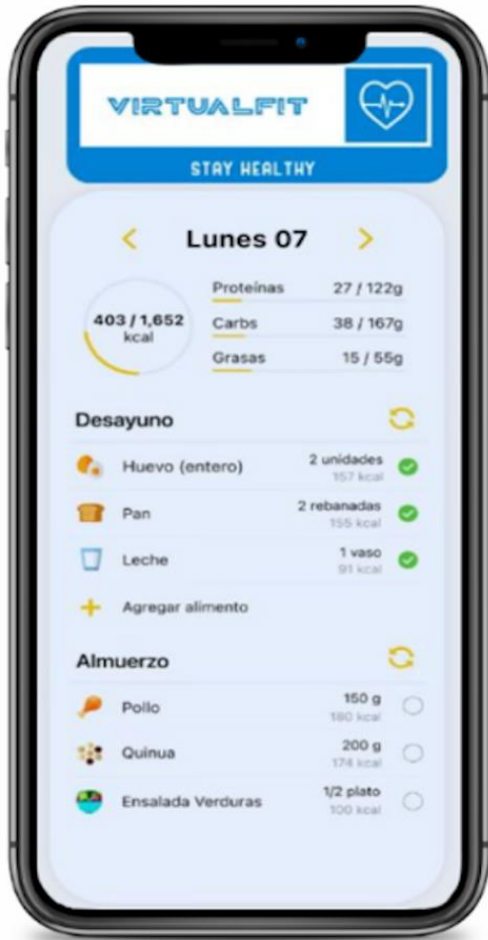 VIRTUALFIT
STAY HEALTHY
< Lunes 07 >
403 / 1,652
kcal
Proteínas 27 / 122g
Carbs 38 / 167g
Grasas 15 / 55g
Desayuno
Huevo (entero) 2 unidades
157 kcal
Pan 2 rebanadas
155 kcal
Leche 1 vaso
91 kcal
+ Agregar alimento
Almuerzo
Pollo 150 g
180 kcal
Quinua 200 g
174 kcal
Ensalada Verduras 1/2 plato
100 kcal